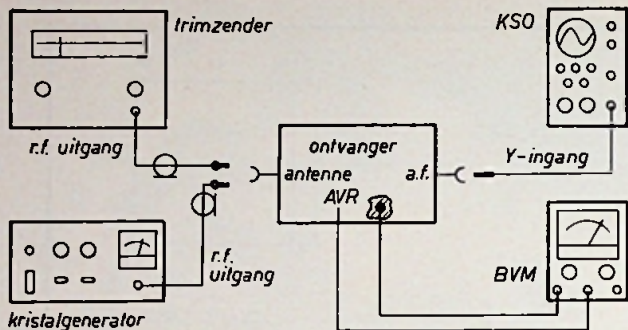 trimzender
KSO
r.f. uitgang
ontvanger
antenne
a.f.
Y-ingang
AVR
r.f.
uitgang
BVM
kristalgenerator